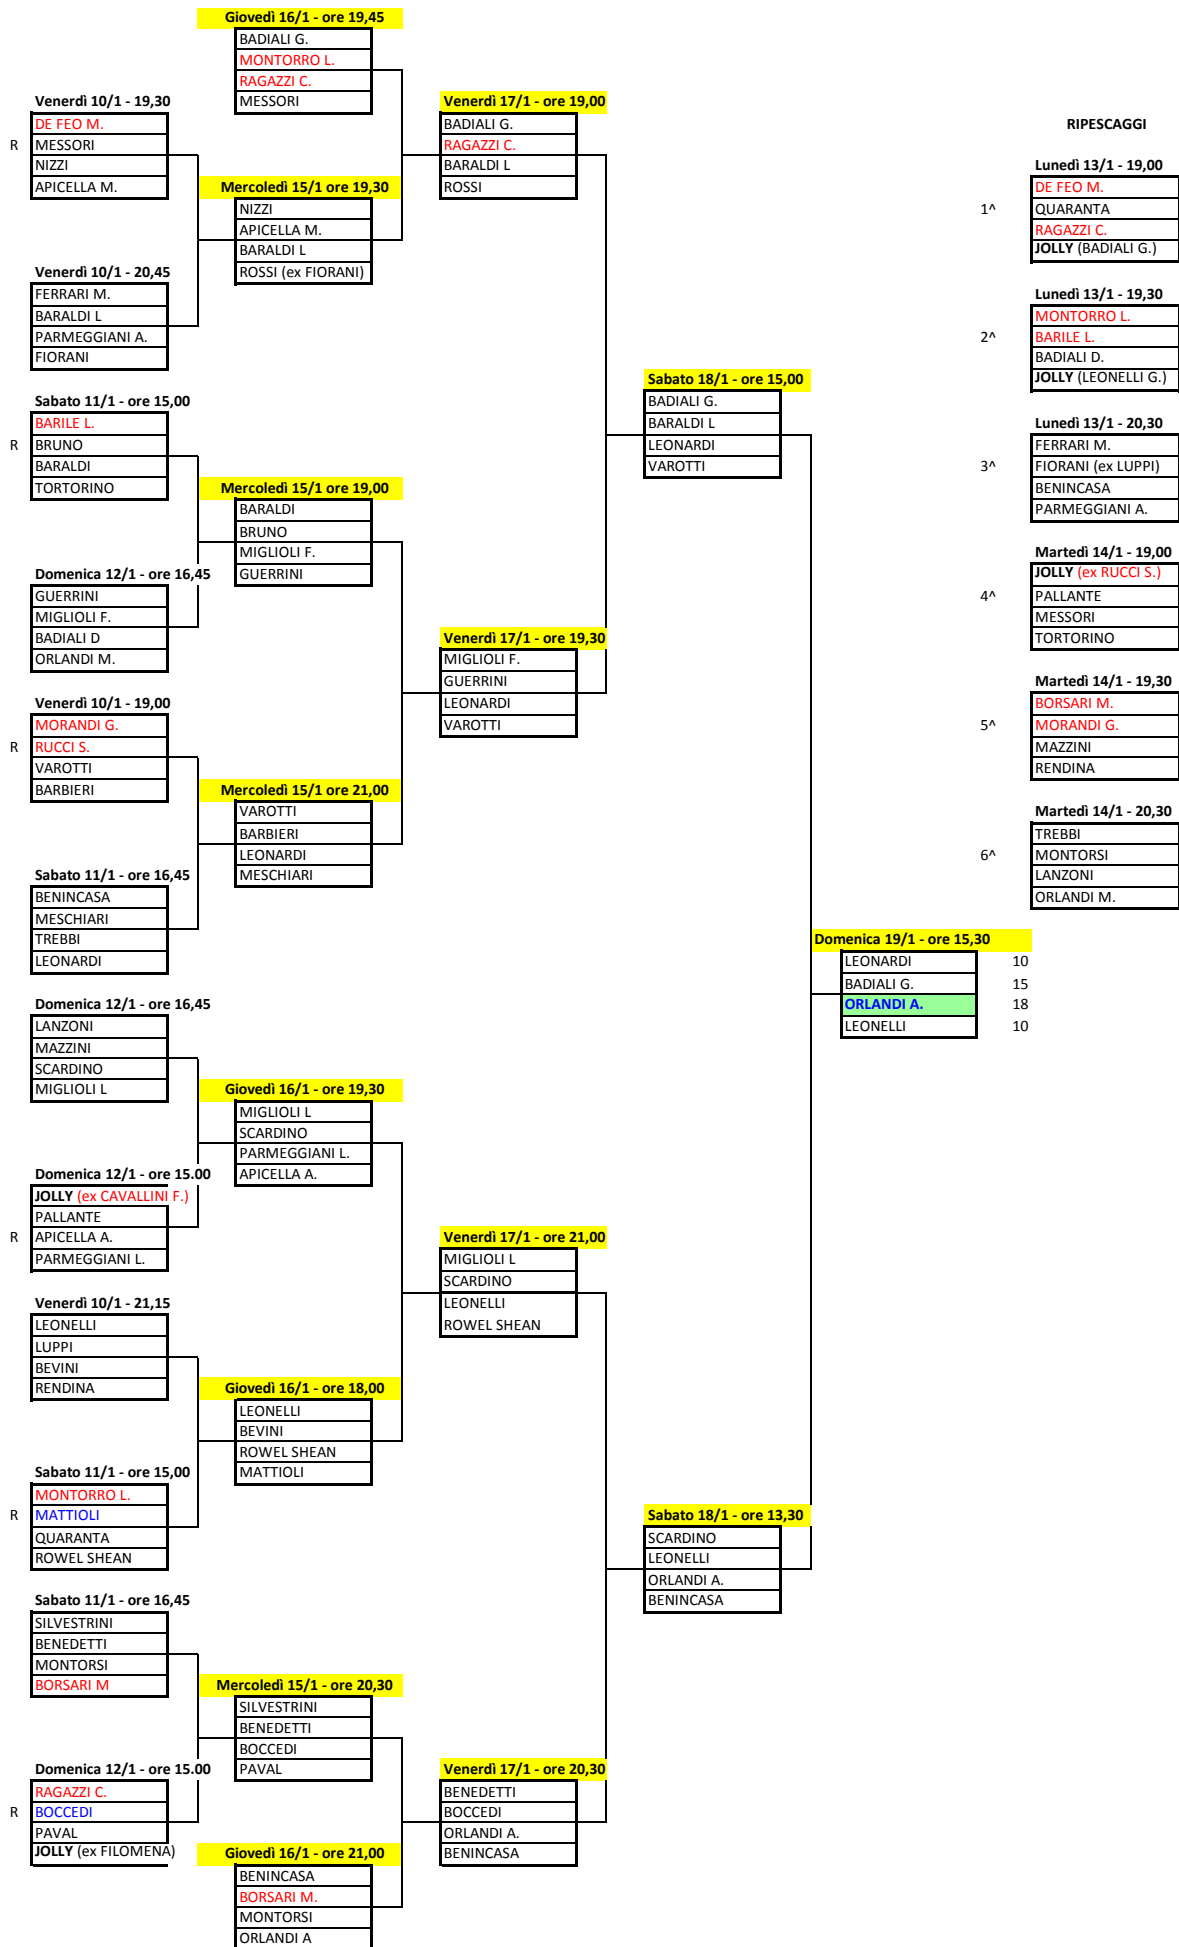 Giovedì 16/1 - ore 19,45
BADIALI G.
MONTORRO L.
RAGAZZI C.
MESSORI
Venerdì 10/1 - 19,30
DE FEO M.
R MESSORI
NIZZI
APICELLA M.
Venerdì 17/1 - ore 19,00
BADIALI G.
RAGAZZI C.
BARALDI L
ROSSI
Mercoledì 15/1 ore 19,30
NIZZI
APICELLA M.
BARALDI L
ROSSI (ex FIORANI)
Venerdì 10/1 - 20,45
FERRARI M.
BARALDI L
PARMEGGIANI A.
FIORANI
Sabato 11/1 - ore 15,00
BARILE L.
R BRUNO
BARALDI
TORTORINO
Sabato 18/1 - ore 15,00
BADIALI G.
BARALDI L
LEONARDI
VAROTTI
Mercoledì 15/1 ore 19,00
BARALDI
BRUNO
MIGLIOLI F.
GUERRINI
Domenica 12/1 - ore 16,45
GUERRINI
MIGLIOLI F.
BADIALI D
ORLANDI M.
Venerdì 17/1 - ore 19,30
MIGLIOLI F.
GUERRINI
LEONARDI
VAROTTI
Venerdì 10/1 - 19,00
MORANDI G.
R RUCCI S.
VAROTTI
BARBIERI
Mercoledì 15/1 ore 21,00
VAROTTI
BARBIERI
LEONARDI
MESCHIARI
Sabato 11/1 - ore 16,45
BENINCASA
MESCHIARI
TREBBI
LEONARDI
RIPESCAGGI
Lunedì 13/1 - 19,00
DE FEO M.
1^ QUARANTA
RAGAZZI C.
JOLLY (BADIALI G.)
Lunedì 13/1 - 19,30
MONTORRO L.
2^ BARILE L.
BADIALI D.
JOLLY (LEONELLI G.)
Lunedì 13/1 - 20,30
FERRARI M.
3^ FIORANI (ex LUPPI)
BENINCASA
PARMEGGIANI A.
Martedì 14/1 - 19,00
JOLLY (ex RUCCI S.)
4^ PALLANTE
MESSORI
TORTORINO
Martedì 14/1 - 19,30
BORSARI M.
5^ MORANDI G.
MAZZINI
RENDINA
Martedì 14/1 - 20,30
TREBBI
6^ MONTORSI
LANZONI
ORLANDI M.
Domenica 19/1 - ore 15,30
LEONARDI 10
BADIALI G. 15
ORLANDI A. 18
LEONELLI 10
Domenica 12/1 - ore 16,45
LANZONI
MAZZINI
SCARDINO
MIGLIOLI L
Giovedì 16/1 - ore 19,30
MIGLIOLI L
SCARDINO
PARMEGGIANI L.
APICELLA A.
Domenica 12/1 - ore 15.00
JOLLY (ex CAVALLINI F.)
PALLANTE
R APICELLA A.
PARMEGGIANI L.
Venerdì 17/1 - ore 21,00
MIGLIOLI L
SCARDINO
LEONELLI
ROWEL SHEAN
Venerdì 10/1 - 21,15
LEONELLI
LUPPI
BEVINI
RENDINA
Giovedì 16/1 - ore 18,00
LEONELLI
BEVINI
ROWEL SHEAN
MATTIOLI
Sabato 11/1 - ore 15,00
MONTORRO L.
R MATTIOLI
QUARANTA
ROWEL SHEAN
Sabato 18/1 - ore 13,30
SCARDINO
LEONELLI
ORLANDI A.
BENINCASA
Sabato 11/1 - ore 16,45
SILVESTRINI
BENEDETTI
MONTORSI
BORSARI M
Mercoledì 15/1 - ore 20,30
SILVESTRINI
BENEDETTI
BOCCEDI
PAVAL
Domenica 12/1 - ore 15.00
RAGAZZI C.
R BOCCEDI
PAVAL
JOLLY (ex FILOMENA)
Venerdì 17/1 - ore 20,30
BENEDETTI
BOCCEDI
ORLANDI A.
BENINCASA
Giovedì 16/1 - ore 21,00
BENINCASA
BORSARI M.
MONTORSI
ORLANDI A